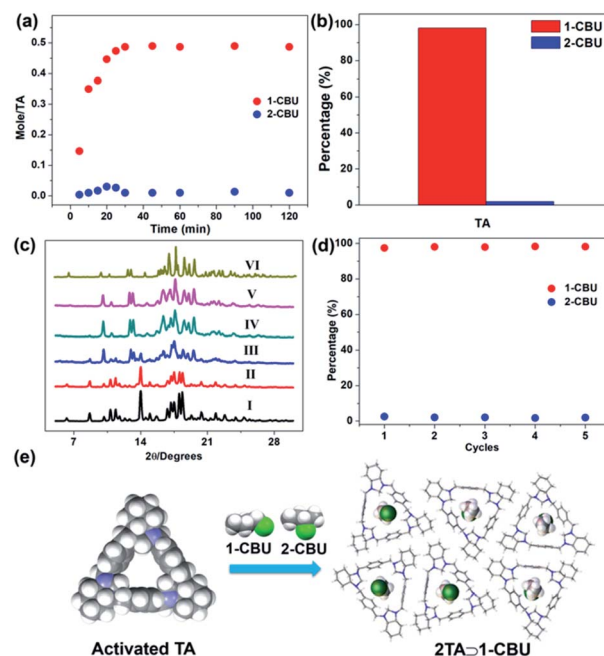 (a)
Mole/TA
0.5
0.4
0.3
0.2
0.1
0.0
1-CBU
2-CBU
0 20 40 60 80 100 120
Time (min)
(b)
Percentage (%)
100
80
60
40
20
0
1-CBU
2-CBU
TA
(c)
VI
V
IV
III
II
I
7 14 21 28
2θ/Degrees
(d)
Percentage (%)
100
80
60
40
20
0
1-CBU
2-CBU
1 2 3 4 5
Cycles
(e)
1-CBU 2-CBU
Activated TA
2TA⊃1-CBU